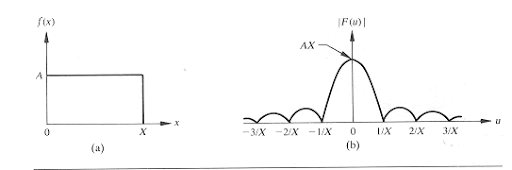 f(x)
A
0
X
x
(a)
|F(u)|
AX
−3/X −2/X −1/X 0 1/X 2/X 3/X
u
(b)